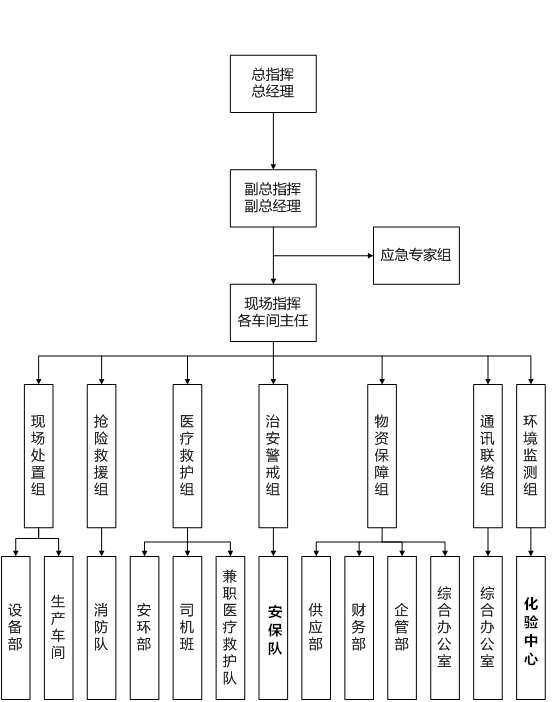 总指挥
总经理
副总指挥
副总经理
应急专家组
现场指挥
各车间主任
现场处置组
抢险救援组
医疗救护组
治安警戒组
物资保障组
通讯联络组
环境监测组
设备部
生产车间
消防队
安环部
司机班
兼职医疗救护队
安保队
供应部
财务部
企管部
综合办公室
综合办公室
化验中心